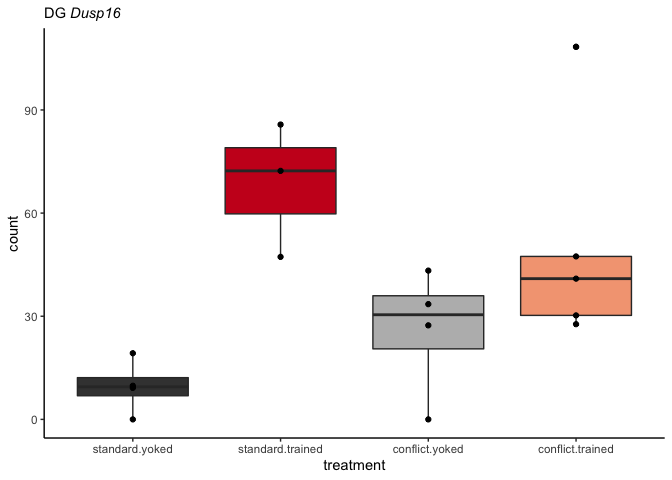 DG Dusp16
90
60
30
0
count
standard.yoked
standard.trained
conflict.yoked
conflict.trained
treatment